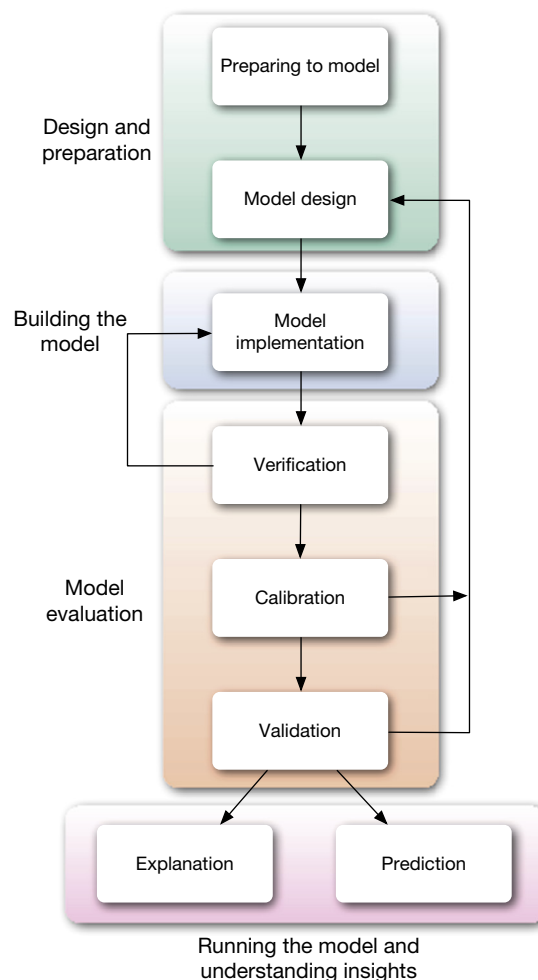 Preparing to model
Design and
preparation
Model design
Building the
model
Model
implementation
Verification
Model
evaluation
Calibration
Validation
Explanation
Prediction
Running the model and
understanding insights